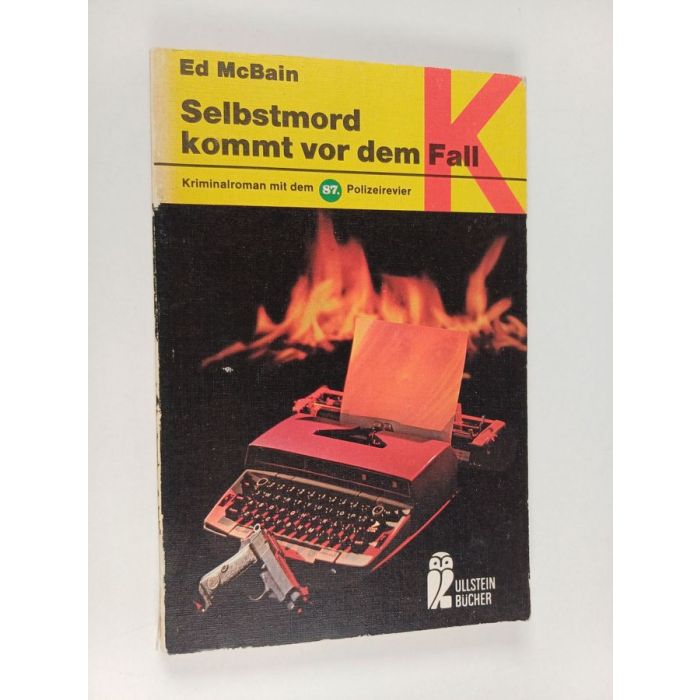 Ed McBain
Selbstmord
kommt vor dem Fall
K
Kriminalroman mit dem 87. Polizeirevier
ULLSTEIN
BÜCHER